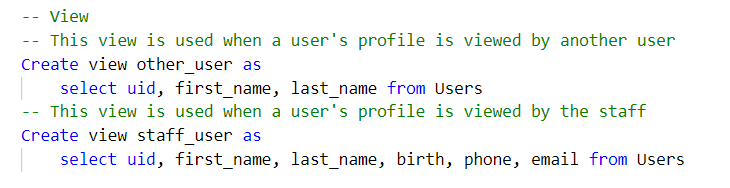 -- View
-- This view is used when a user's profile is viewed by another user
Create view other_user as
    select uid, first_name, last_name from Users
-- This view is used when a user's profile is viewed by the staff
Create view staff_user as
    select uid, first_name, last_name, birth, phone, email from Users